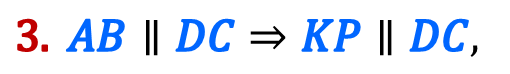 3. AB ∥ DC ⇒ KP ∥ DC,